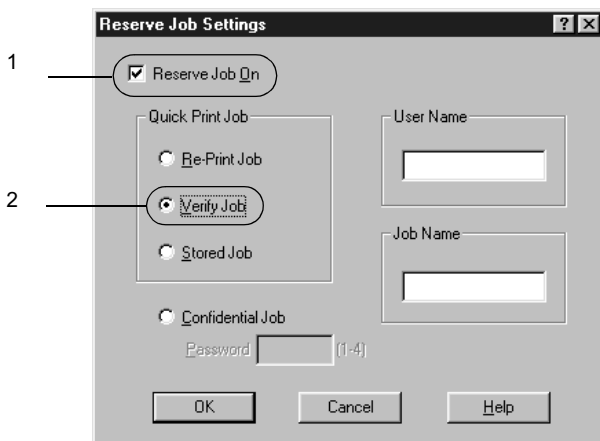 Reserve Job Settings
1
Reserve Job On
Quick Print Job
Re-Print Job
2
Verify Job
Stored Job
Confidential Job
Password
(1-4)
User Name
Job Name
OK
Cancel
Help